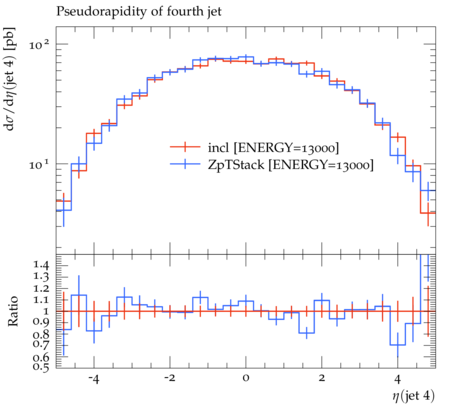 Pseudorapidity of fourth jet
dσ/dη(jet 4) [pb]
10²
10¹
incl [ENERGY=13000]
ZpTStack [ENERGY=13000]
Ratio
1.4
1.3
1.2
1.1
1
0.9
0.8
0.7
0.6
0.5
-4 -2 0 2 4
η(jet 4)